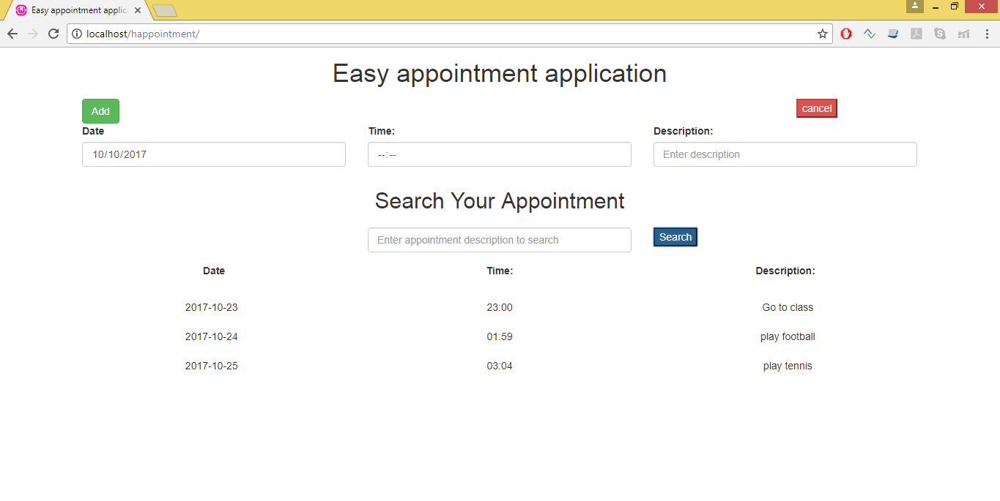 Easy appointment applic
localhost/happointment/
Easy appointment application
Add cancel
Date Time: Description:
10/10/2017 --:-- Enter description
Search Your Appointment
Enter appointment description to search Search
Date Time: Description:
2017-10-23 23:00 Go to class
2017-10-24 01:59 play football
2017-10-25 03:04 play tennis